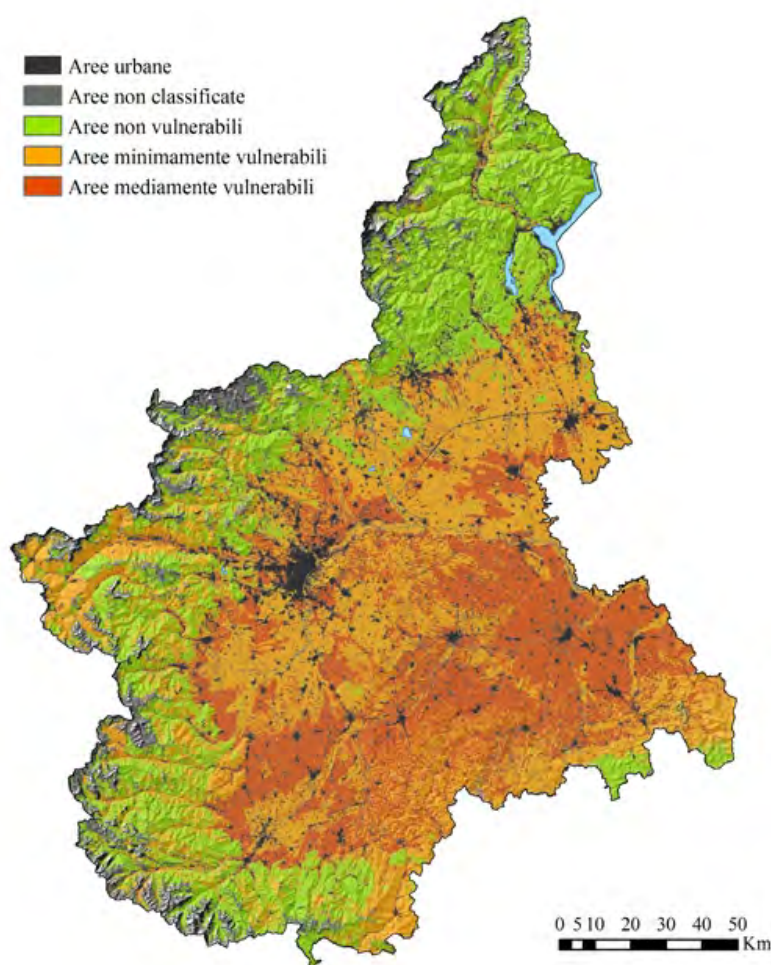 Aree urbane
Aree non classificate
Aree non vulnerabili
Aree minimamente vulnerabili
Aree mediamente vulnerabili
0 5 10 20 30 40 50
Km